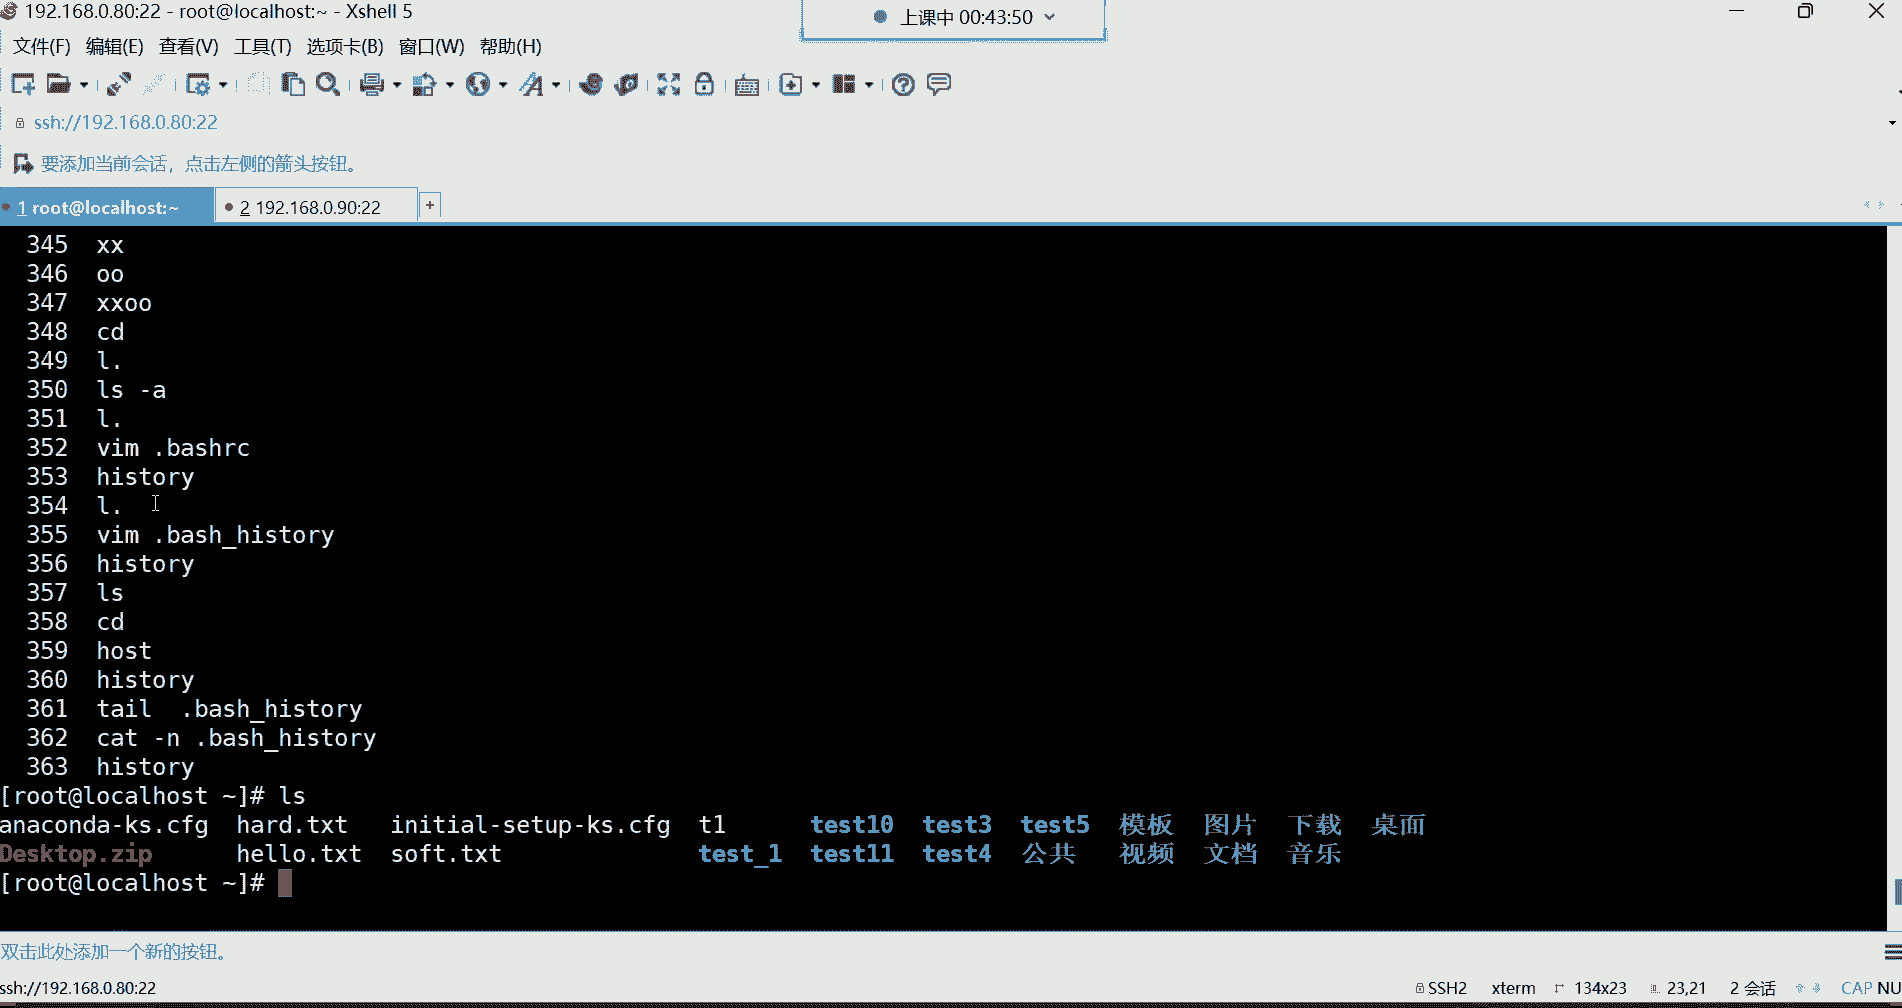 192.168.0.80:22 - root@localhost:~ - Xshell 5
上课中 00:43:50
文件(F) 编辑(E) 查看(V) 工具(T) 选项卡(B) 窗口(W) 帮助(H)
ssh://192.168.0.80:22
要添加当前会话，点击左侧的箭头按钮。
1 root@localhost:~ 2 192.168.0.90:22 +
345 xx
346 oo
347 xxoo
348 cd
349 l.
350 ls -a
351 l.
352 vim .bashrc
353 history
354 l.
355 vim .bash_history
356 history
357 ls
358 cd
359 host
360 history
361 tail  .bash_history
362 cat -n .bash_history
363 history
[root@localhost ~]# ls
anaconda-ks.cfg hard.txt initial-setup-ks.cfg t1 test10 test3 test5 模板 图片 下载 桌面
Desktop.zip hello.txt soft.txt test_1 test11 test4 公共 视频 文档 音乐
[root@localhost ~]#
双击此处添加一个新的按钮。
ssh://192.168.0.80:22 SSH2 xterm 134x23 23,21 2 会话 CAP NU